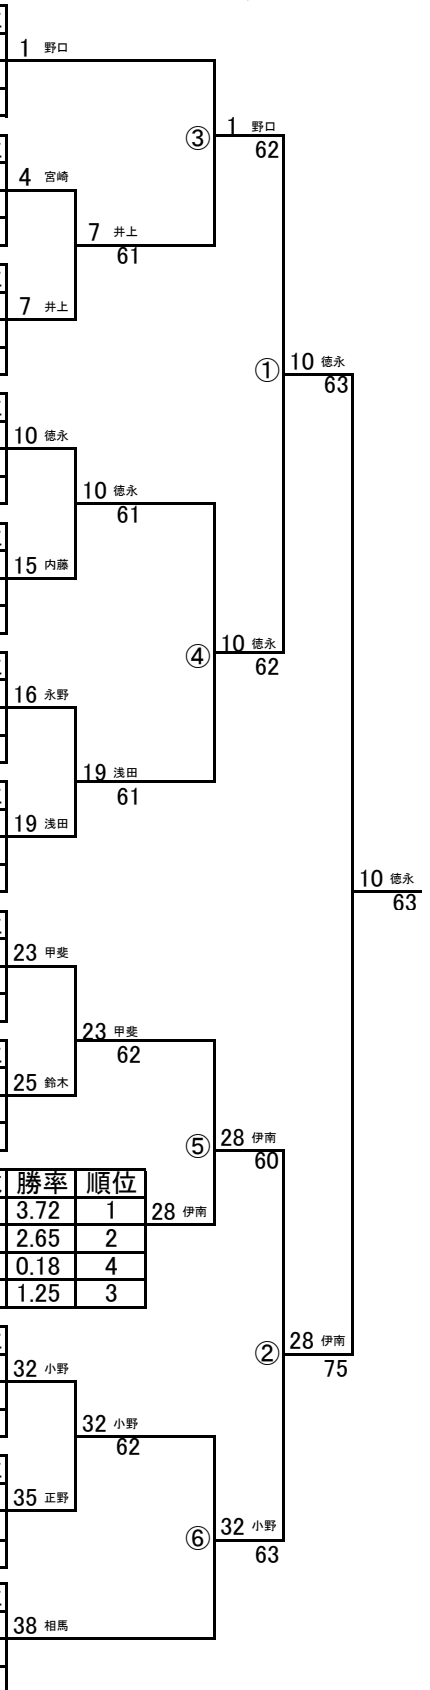 1 野口
1 野口
③
62
4 宮崎
7 井上
61
7 井上
① 10 徳永
63
10 徳永
10 徳永
61
15 内藤
④ 10 徳永
62
16 永野
19 浅田
61
19 浅田
10 徳永
63
23 甲斐
23 甲斐
62
25 鈴木
⑤ 28 伊南
60
勝率 順位
3.72 1 28 伊南
2.65 2
0.18 4
1.25 3
② 28 伊南
75
32 小野
32 小野
62
35 正野
⑥ 32 小野
63
38 相馬